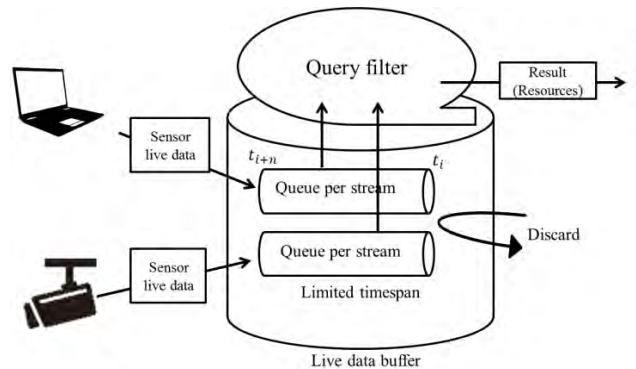 Query filter
Result
(Resources)
Sensor
live data
t_{i+n}
t_i
Queue per stream
Queue per stream
Sensor
live data
Discard
Limited timespan
Live data buffer